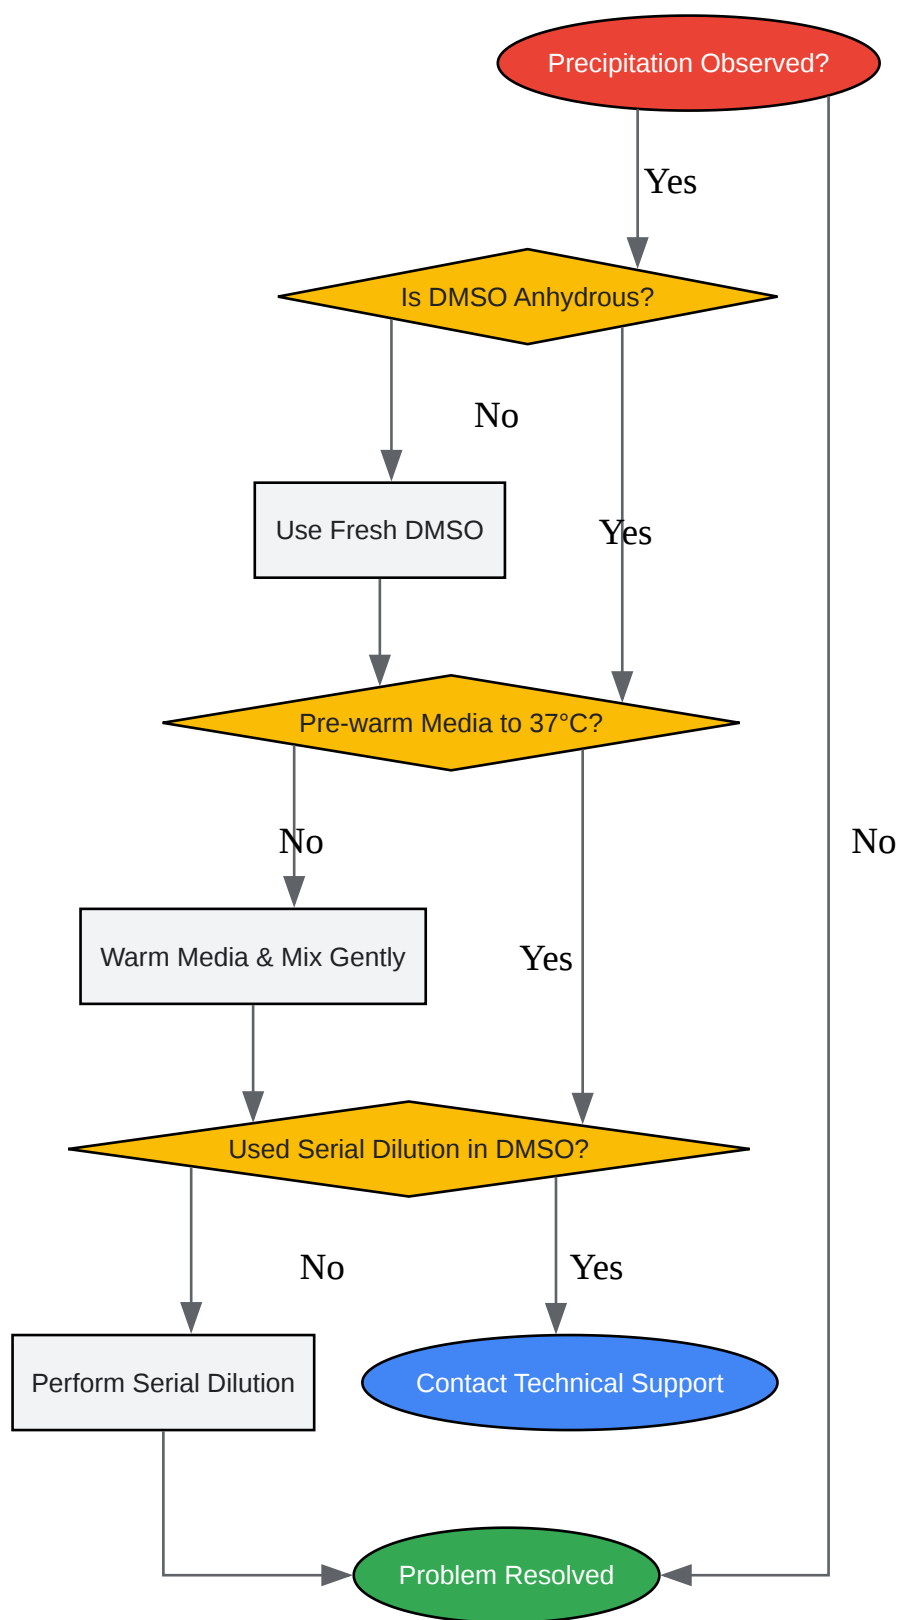 Precipitation Observed?
Yes
Is DMSO Anhydrous?
No
Use Fresh DMSO
Yes
Pre-warm Media to 37°C?
No
No
Warm Media & Mix Gently
Yes
Used Serial Dilution in DMSO?
No
Yes
Perform Serial Dilution
Contact Technical Support
Problem Resolved